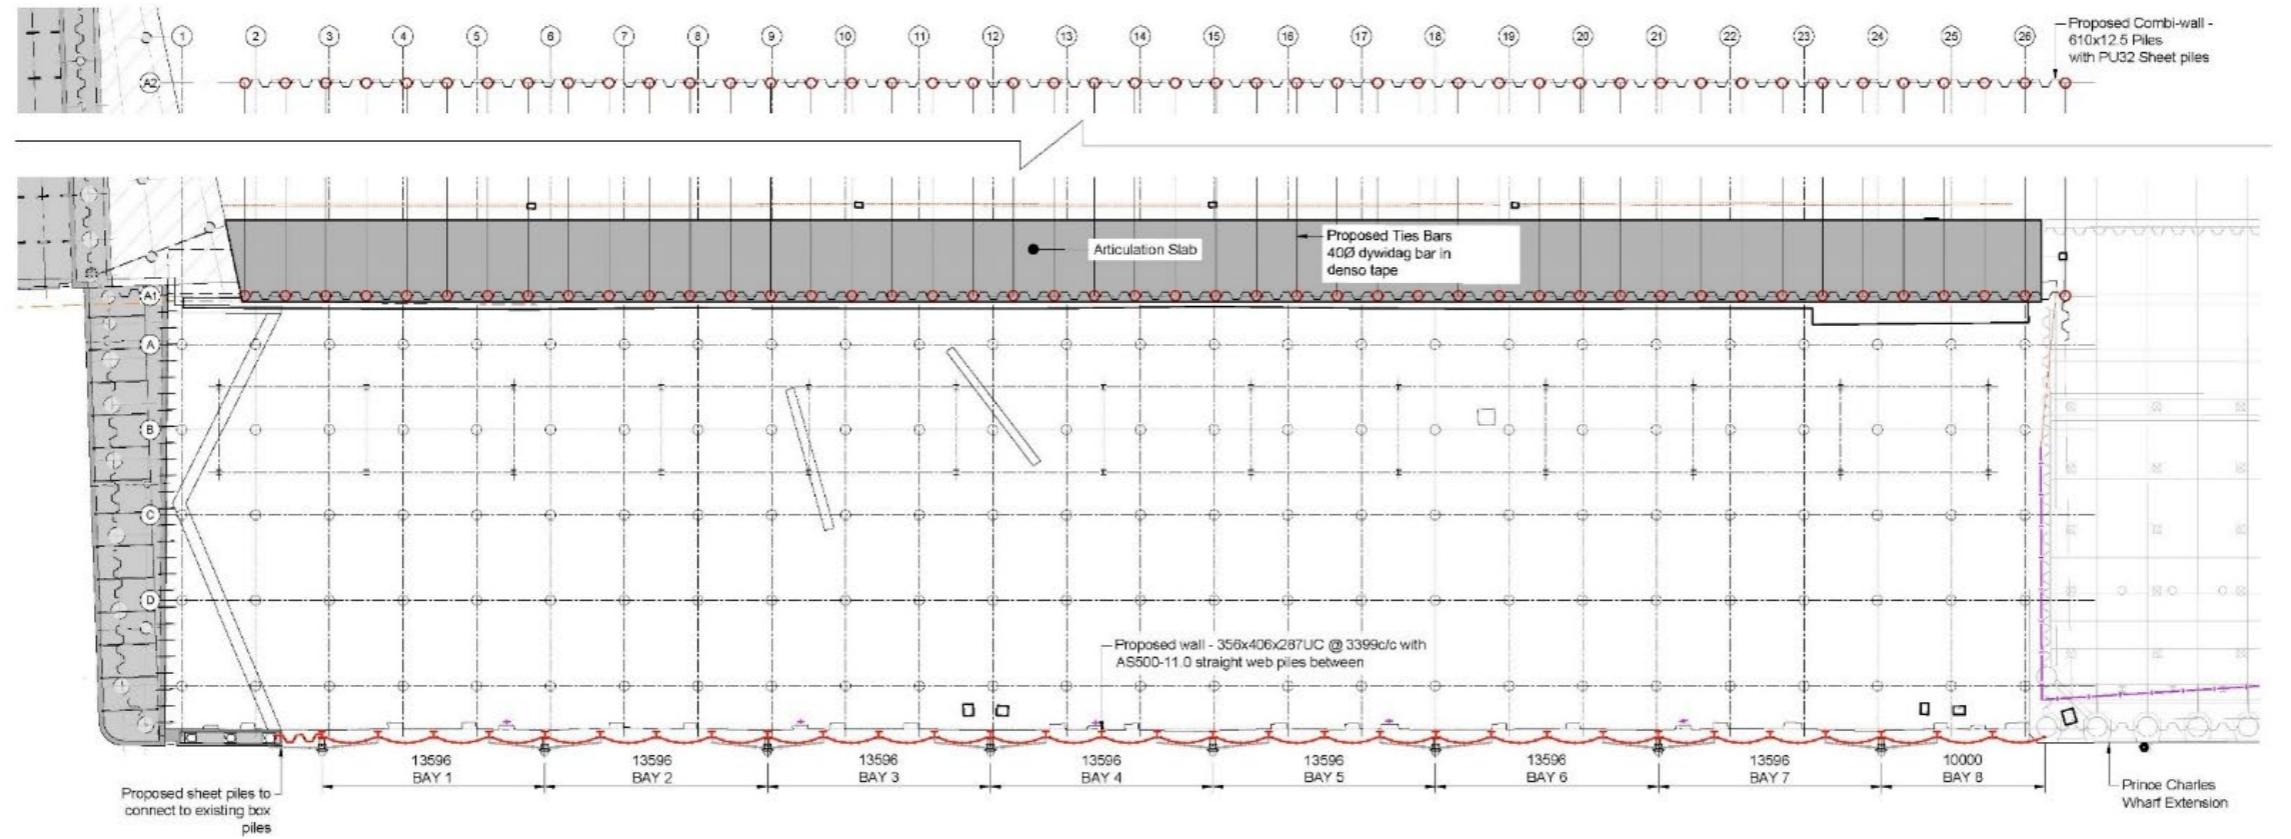 1 2 3 4 5 6 7 8 9 10 11 12 13 14 15 16 17 18 19 20 21 22 23 24 25 26
Proposed Combi-wall -
610x12.5 Piles
with PU32 Sheet piles
A2
Articulation Slab
Proposed Ties Bars
40Ø dywidag bar in
denso tape
A1
A
B
C
D
Proposed wall - 356x406x287UC @ 3399c/c with
AS500-11.0 straight web piles between
13596 13596 13596 13596 13596 13596 13596 10000
BAY 1 BAY 2 BAY 3 BAY 4 BAY 5 BAY 6 BAY 7 BAY 8
Proposed sheet piles to
connect to existing box
piles
Prince Charles
Wharf Extension